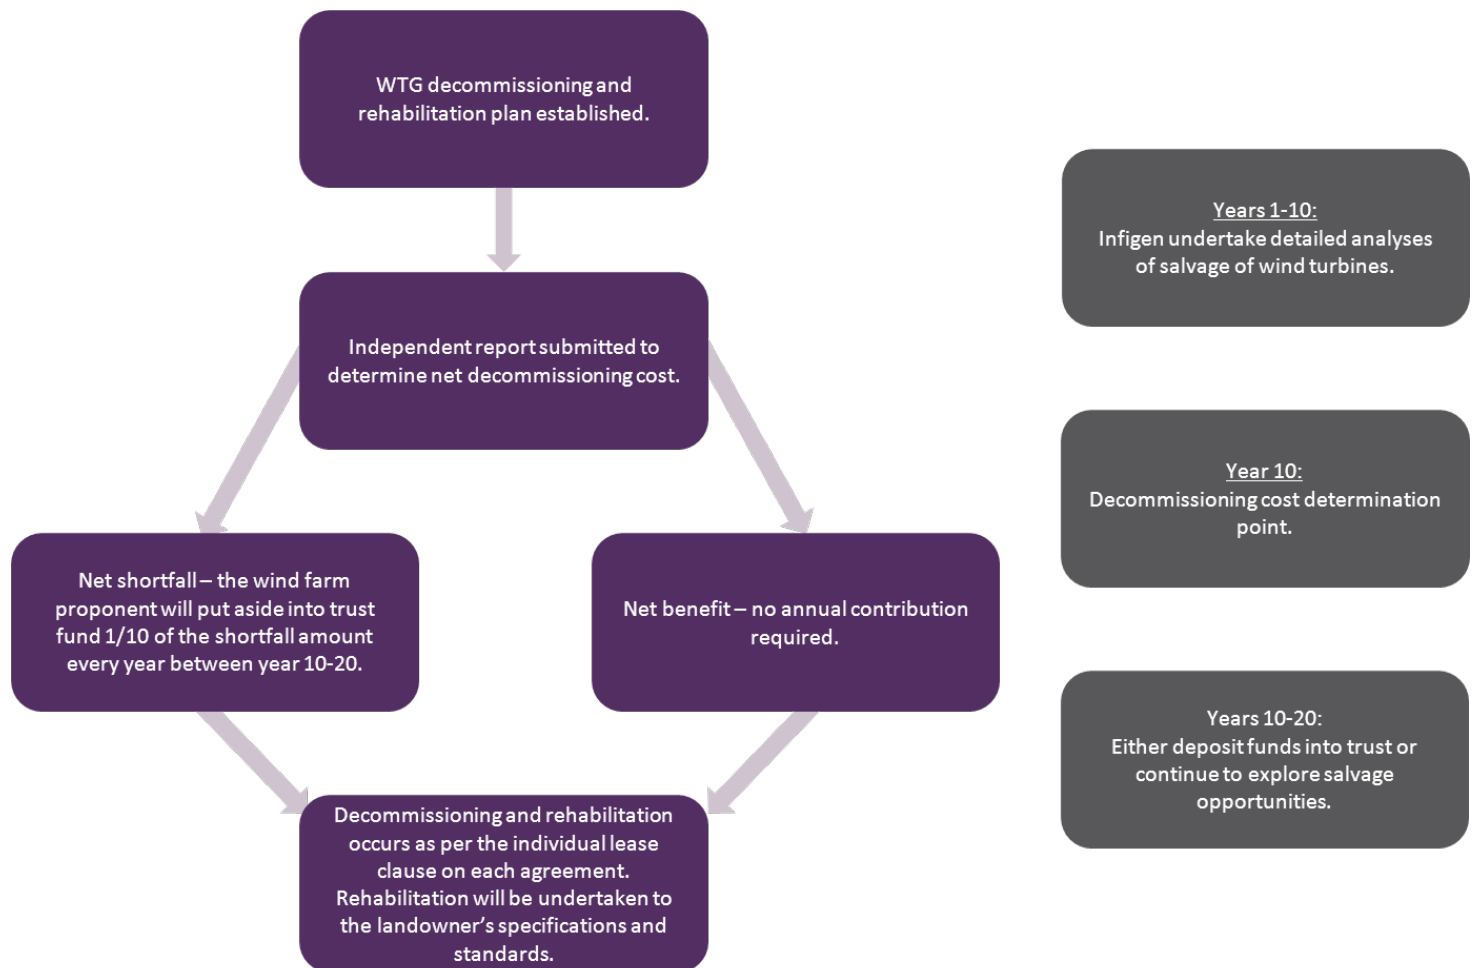 WTG decommissioning and
rehabilitation plan established.
Independent report submitted to
determine net decommissioning cost.
Net shortfall – the wind farm
proponent will put aside into trust
fund 1/10 of the shortfall amount
every year between year 10-20.
Net benefit – no annual contribution
required.
Decommissioning and rehabilitation
occurs as per the individual lease
clause on each agreement.
Rehabilitation will be undertaken to
the landowner’s specifications and
standards.
Years 1-10:
Infigen undertake detailed analyses
of salvage of wind turbines.
Year 10:
Decommissioning cost determination
point.
Years 10-20:
Either deposit funds into trust or
continue to explore salvage
opportunities.